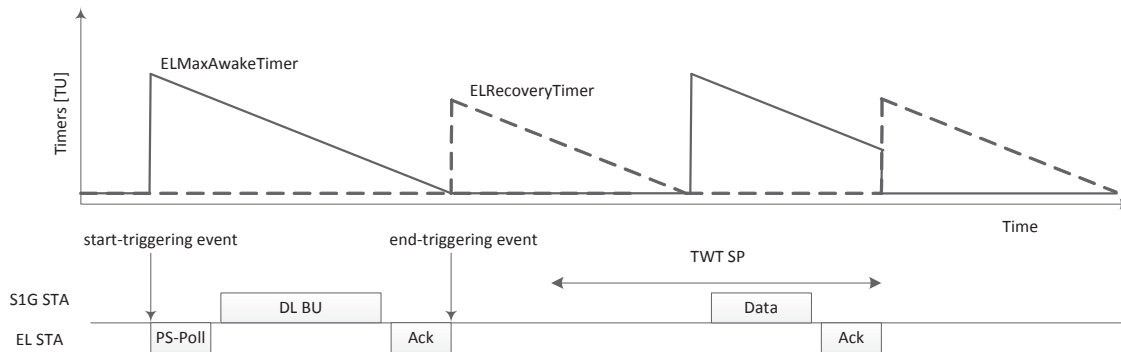 ELMaxAwakeTimer
ELRecoveryTimer
Timers [TU]
Time
start-triggering event
end-triggering event
TWT SP
S1G STA
DL BU
Data
EL STA
PS-Poll
Ack
Ack